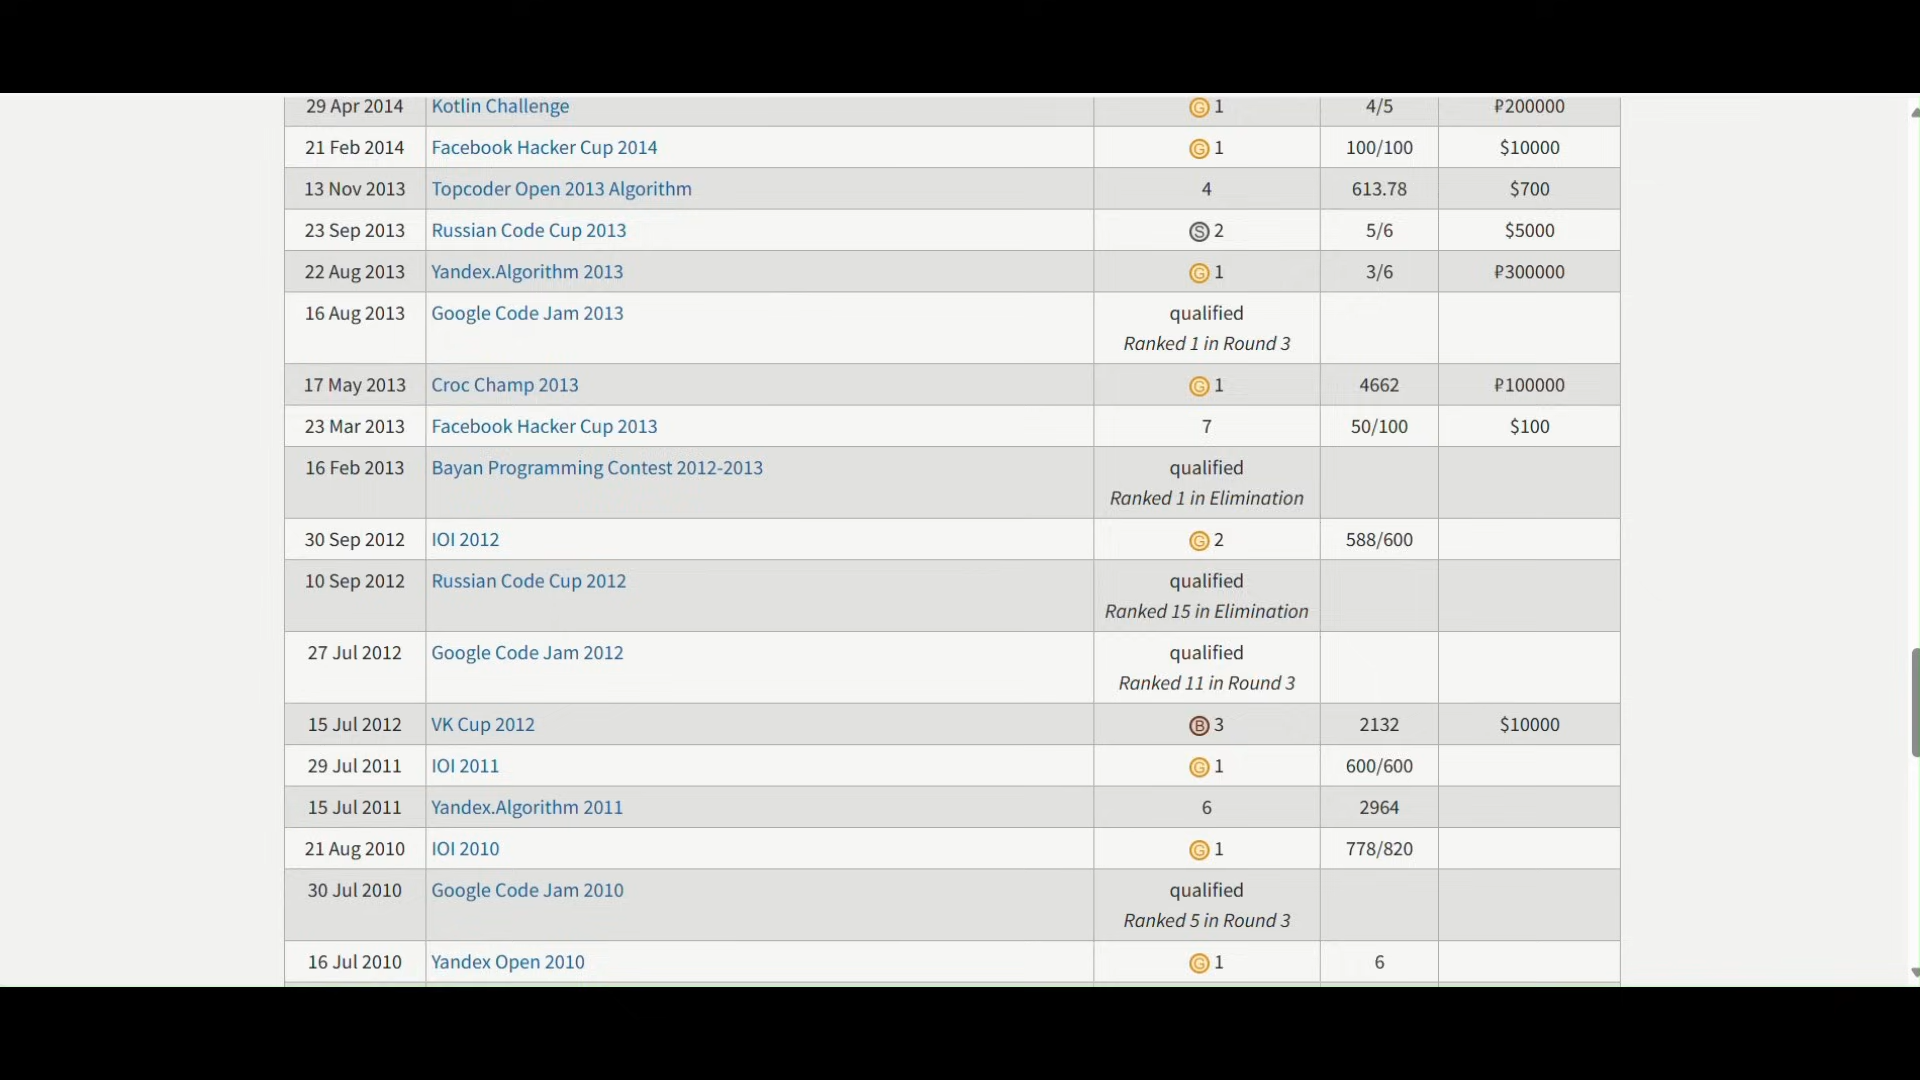 29 Apr 2014 Kotlin Challenge G 1 4/5 ₽200000
21 Feb 2014 Facebook Hacker Cup 2014 G 1 100/100 $10000
13 Nov 2013 Topcoder Open 2013 Algorithm 4 613.78 $700
23 Sep 2013 Russian Code Cup 2013 S 2 5/6 $5000
22 Aug 2013 Yandex.Algorithm 2013 G 1 3/6 ₽300000
16 Aug 2013 Google Code Jam 2013 qualified
Ranked 1 in Round 3
17 May 2013 Croc Champ 2013 G 1 4662 ₽100000
23 Mar 2013 Facebook Hacker Cup 2013 7 50/100 $100
16 Feb 2013 Bayan Programming Contest 2012-2013 qualified
Ranked 1 in Elimination
30 Sep 2012 IOI 2012 G 2 588/600
10 Sep 2012 Russian Code Cup 2012 qualified
Ranked 15 in Elimination
27 Jul 2012 Google Code Jam 2012 qualified
Ranked 11 in Round 3
15 Jul 2012 VK Cup 2012 B 3 2132 $10000
29 Jul 2011 IOI 2011 G 1 600/600
15 Jul 2011 Yandex.Algorithm 2011 6 2964
21 Aug 2010 IOI 2010 G 1 778/820
30 Jul 2010 Google Code Jam 2010 qualified
Ranked 5 in Round 3
16 Jul 2010 Yandex Open 2010 G 1 6